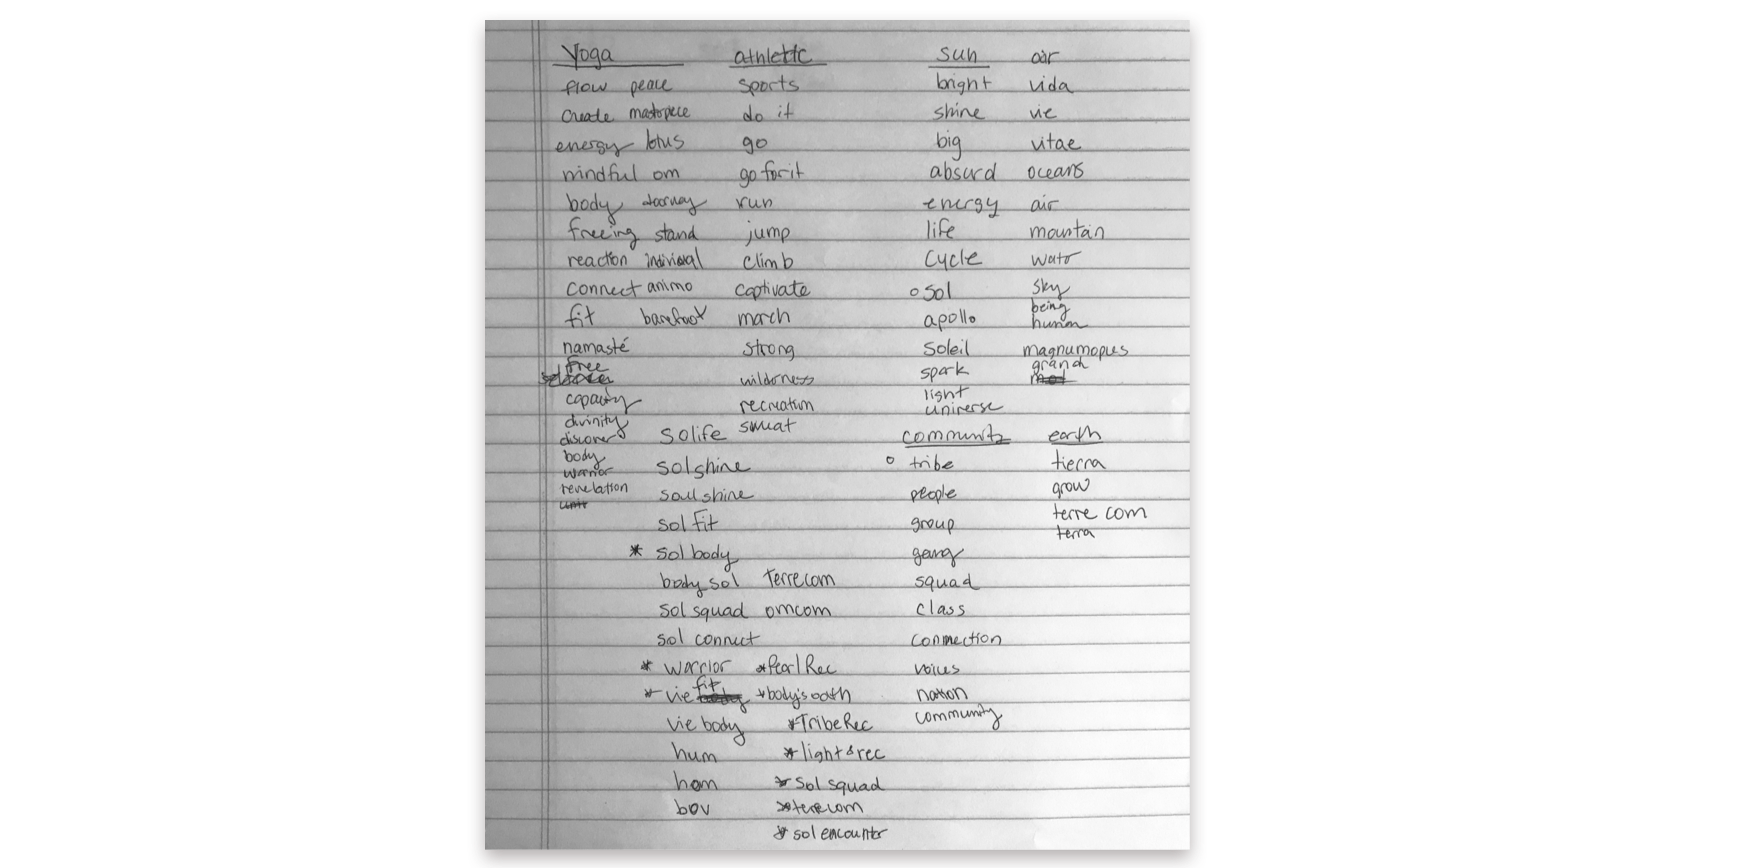 Yoga athletic sun air
flow peace sports bright vida
create masterpiece do it shine vie
energy lotus go big vitae
mindful om go for it absurd oceans
body doorway run energy air
freeing stand jump life mountain
reaction individual climb cycle water
connect animo captivate o sol sky
being
fit barefoot march apollo human
namasté strong soleil magnumopus
free spark grand
wilderness light
capacity recreation universe
divinity sweat
discover solife community earth
body
warrior solshine o tribe tierra
revelation soulshine people grow
sol fit group terre com
terra
* sol body gang
body sol Terrecom squad
sol squad omcom class
sol connect connection
* warrior *Pearl Rec voices
* vie fit *body's oath nation
vie body *Tribe Rec community
hum *light & rec
hom * Sol squad
bov *terrecom
* sol encounter